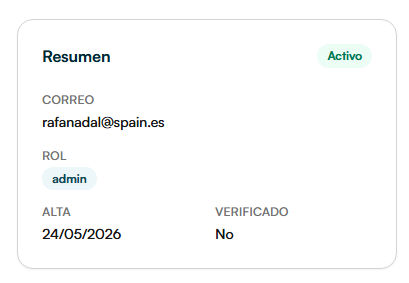 Resumen
Activo
CORREO
rafanadal@spain.es
ROL
admin
ALTA
VERIFICADO
24/05/2026
No